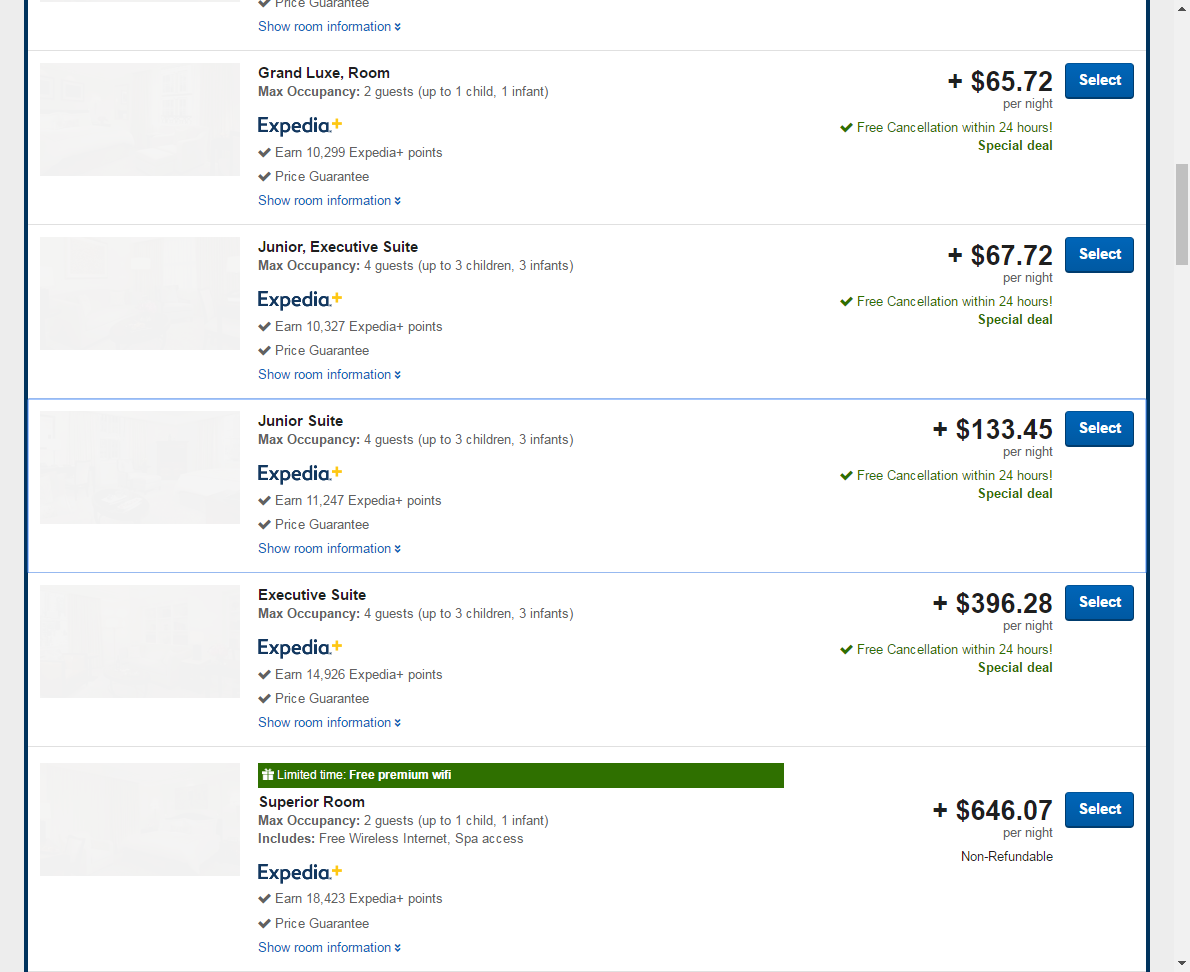 Price Guarantee
Show room information
Grand Luxe, Room
Max Occupancy: 2 guests (up to 1 child, 1 infant)
Expedia+
Earn 10,299 Expedia+ points
Price Guarantee
Show room information
+ $65.72
per night
Free Cancellation within 24 hours!
Special deal
Select
Junior, Executive Suite
Max Occupancy: 4 guests (up to 3 children, 3 infants)
Expedia+
Earn 10,327 Expedia+ points
Price Guarantee
Show room information
+ $67.72
per night
Free Cancellation within 24 hours!
Special deal
Select
Junior Suite
Max Occupancy: 4 guests (up to 3 children, 3 infants)
Expedia+
Earn 11,247 Expedia+ points
Price Guarantee
Show room information
+ $133.45
per night
Free Cancellation within 24 hours!
Special deal
Select
Executive Suite
Max Occupancy: 4 guests (up to 3 children, 3 infants)
Expedia+
Earn 14,926 Expedia+ points
Price Guarantee
Show room information
+ $396.28
per night
Free Cancellation within 24 hours!
Special deal
Select
Limited time: Free premium wifi
Superior Room
Max Occupancy: 2 guests (up to 1 child, 1 infant)
Includes: Free Wireless Internet, Spa access
Expedia+
Earn 18,423 Expedia+ points
Price Guarantee
Show room information
+ $646.07
per night
Non-Refundable
Select